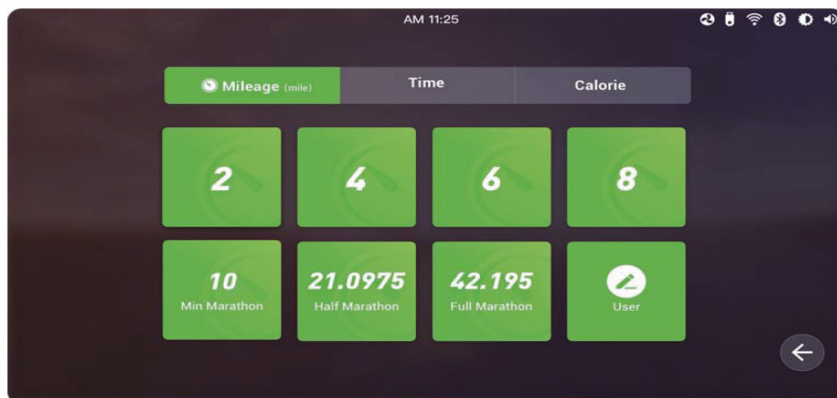 AM 11:25
Mileage (mile) Time Calorie
2 4 6 8
10 21.0975 42.195
Min Marathon Half Marathon Full Marathon User